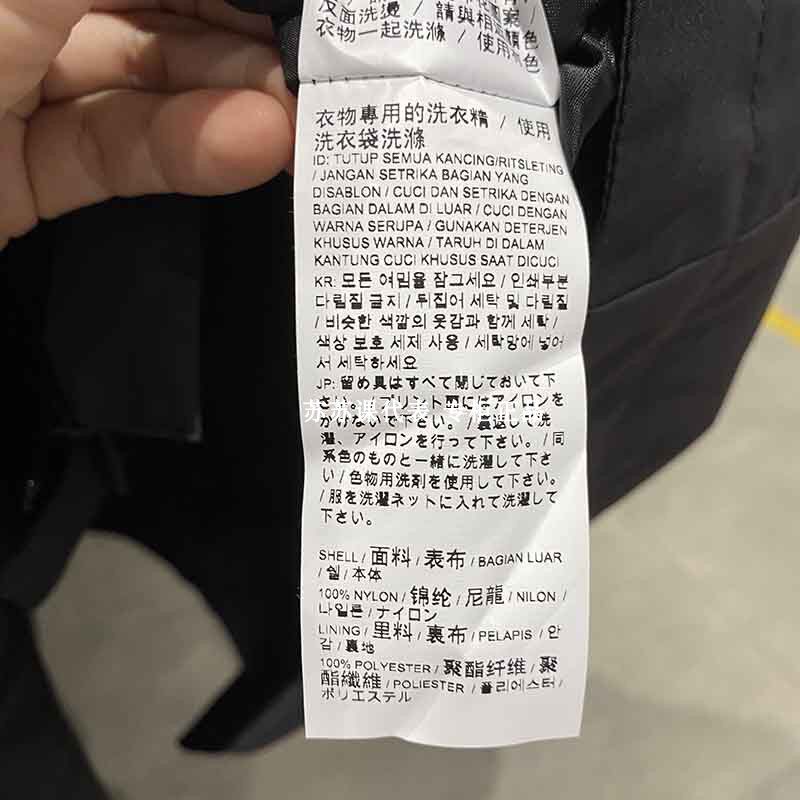 反面洗燙 / 請與相近顏色
衣物一起洗滌 / 使用有色
衣物專用的洗衣精 / 使用
洗衣袋洗滌
ID: TUTUP SEMUA KANCING/RITSLETING
/ JANGAN SETRIKA BAGIAN YANG
DISABLON / CUCI DAN SETRIKA DENGAN
BAGIAN DALAM DI LUAR / CUCI DENGAN
WARNA SERUPA / GUNAKAN DETERJEN
KHUSUS WARNA / TARUH DI DALAM
KANTUNG CUCI KHUSUS SAAT DICUCI
KR: 모든 여밈을 잠그세요 / 인쇄부분
다림질 금지 / 뒤집어 세탁 및 다림질
/ 비슷한 색깔의 옷감과 함께 세탁 /
색상 보호 세제 사용 / 세탁망에 넣어
서 세탁하세요
JP: 留め具はすべて閉じておいて下
さい。/ プリント面にはアイロンを
かけないで下さい。/ 裏返して洗
濯、アイロンを行って下さい。/ 同
系色のものと一緒に洗濯して下さ
い / 色物用洗剤を使用して下さい。
/ 服を洗濯ネットに入れて洗濯して
下さい。
苏苏课代表 专柜正品
SHELL / 面料 / 表布 / BAGIAN LUAR
/ 쉘 / 本体
100% NYLON / 锦纶 / 尼龍 / NILON /
나일론 / ナイロン
LINING / 里料 / 裏布 / PELAPIS / 안
감 / 裏地
100% POLYESTER / 聚酯纤维 / 聚
酯纖維 / POLIESTER / 폴리에스터 /
ポリエステル